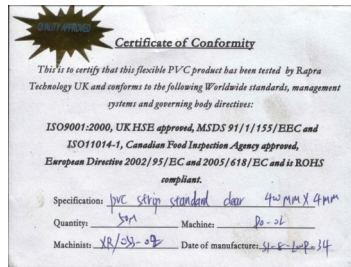 QUALITY APPROVED
Certificate of Conformity
This is to certify that this flexible PVC product has been tested by Rapra
Technology UK and conforms to the following Worldwide standards, management
systems and governing body directives:
ISO9001:2000, UK HSE approved, MSDS 91/1/155/EEC and
ISO11014-1, Canadian Food Inspection Agency approved,
European Directive 2002/95/EC and 2005/618/EC and is ROHS
compliant.
Specification: pvc strip standard clear 400MM X 4MM
Quantity: 50M Machine:
Machinist: Date of manufacture: